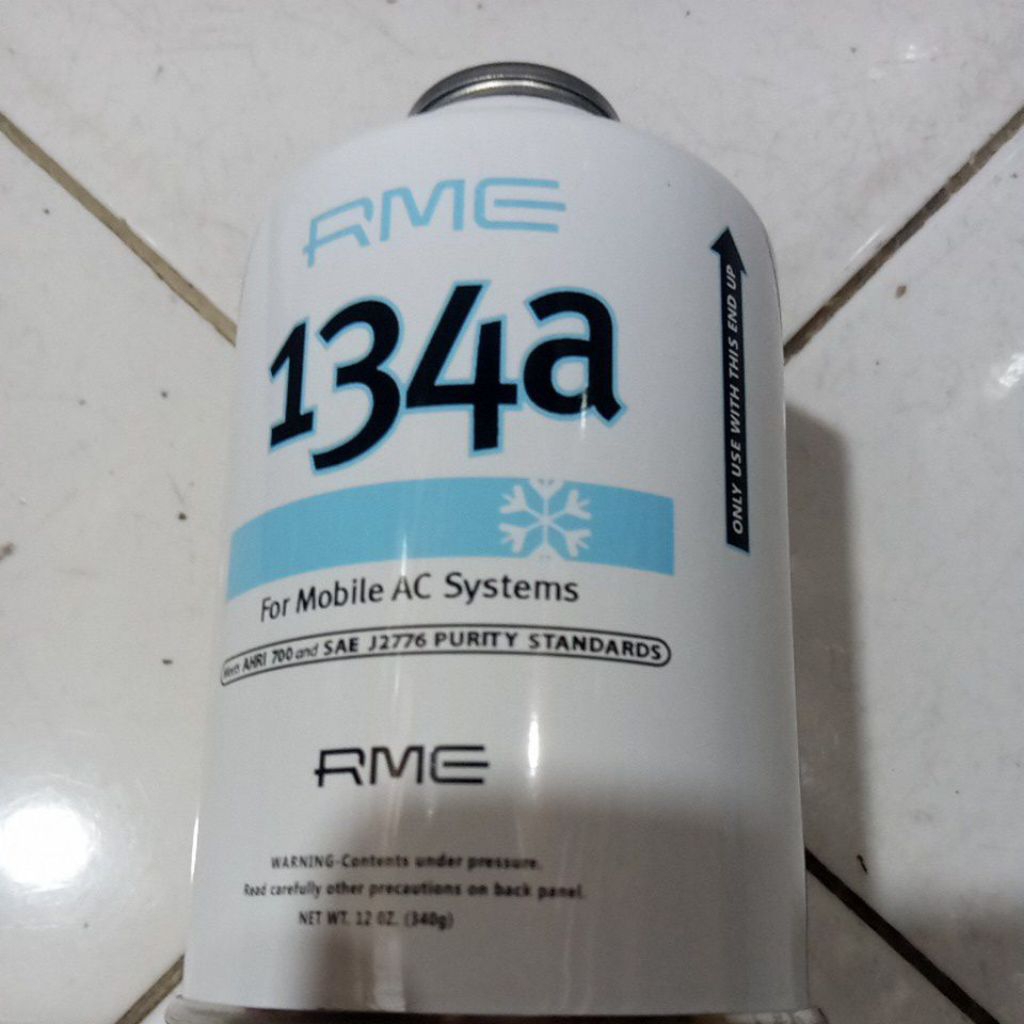 RME
134a
ONLY USE WITH THIS END UP
For Mobile AC Systems
Meets AHRI 700 and SAE J2776 PURITY STANDARDS
RME
WARNING-Contents under pressure.
Read carefully other precautions on back panel.
NET WT. 12 OZ. (340g)